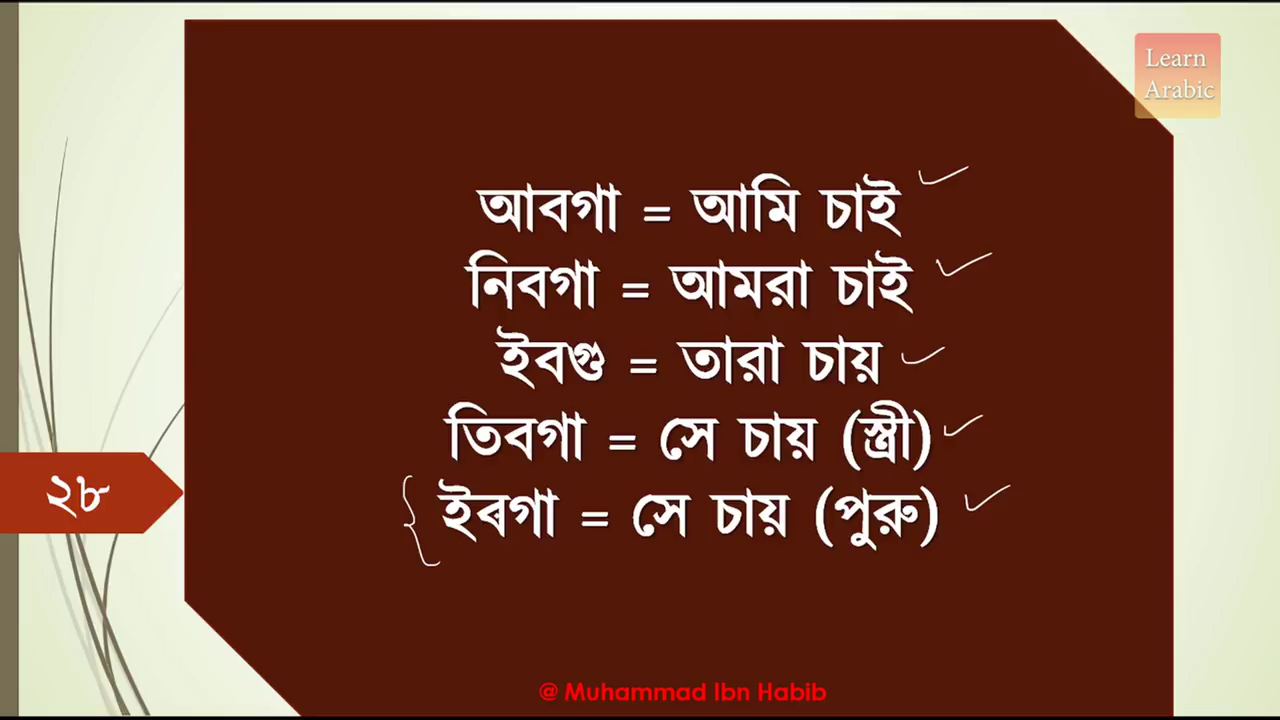 Learn
Arabic
আবগা = আমি চাই
নিবগা = আমরা চাই
ইবগু = তারা চায়
তিবগা = সে চায় (স্ত্রী)
ইবগা = সে চায় (পুরু)
২৮
@ Muhammad Ibn Habib